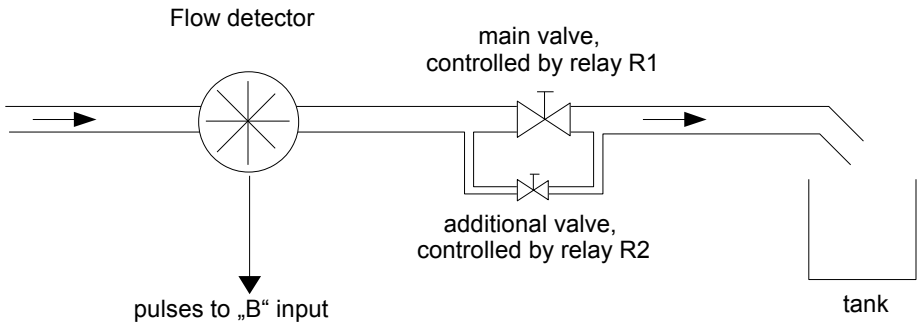 Flow detector
main valve,
controlled by relay R1
additional valve,
controlled by relay R2
pulses to „B“ input
tank